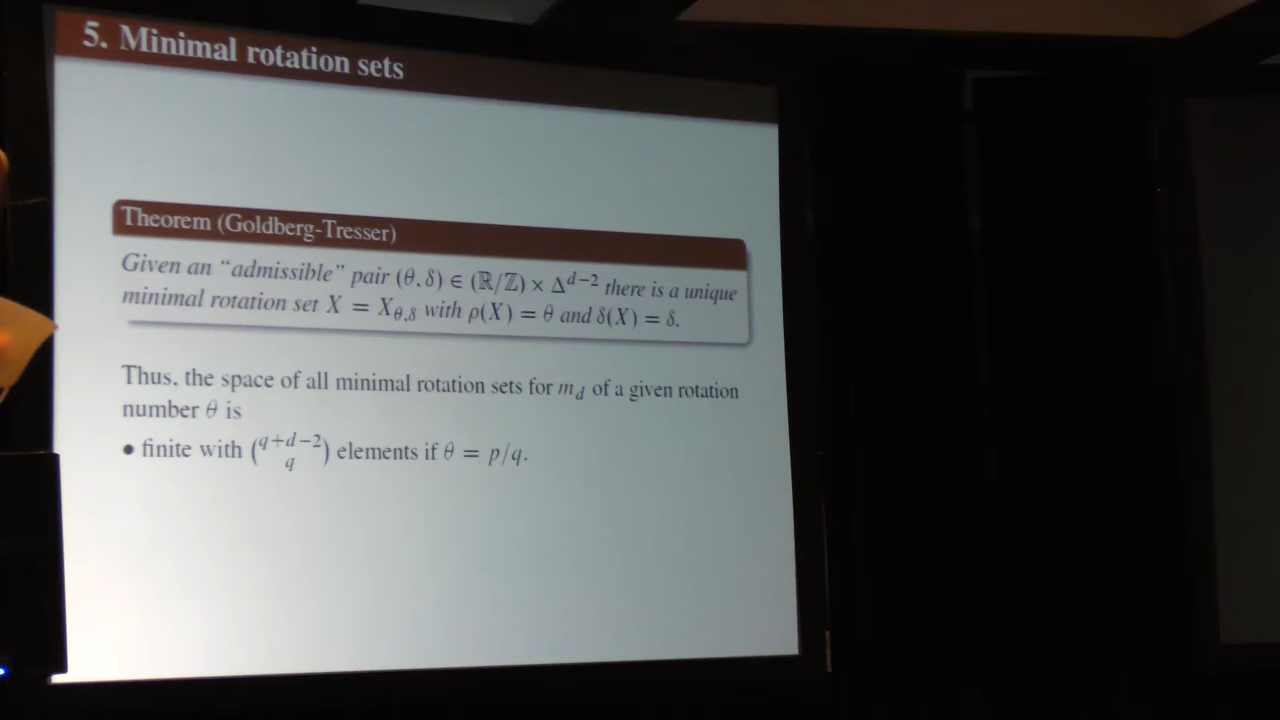 5. Minimal rotation sets
Theorem (Goldberg-Tresser)
Given an “admissible” pair (θ, δ) ∈ (ℝ/ℤ) × Δ^{d−2} there is a unique
minimal rotation set X = X_{θ,δ} with ρ(X) = θ and δ(X) = δ.
Thus, the space of all minimal rotation sets for m_d of a given rotation
number θ is
• finite with \binom{q+d−2}{q} elements if θ = p/q.